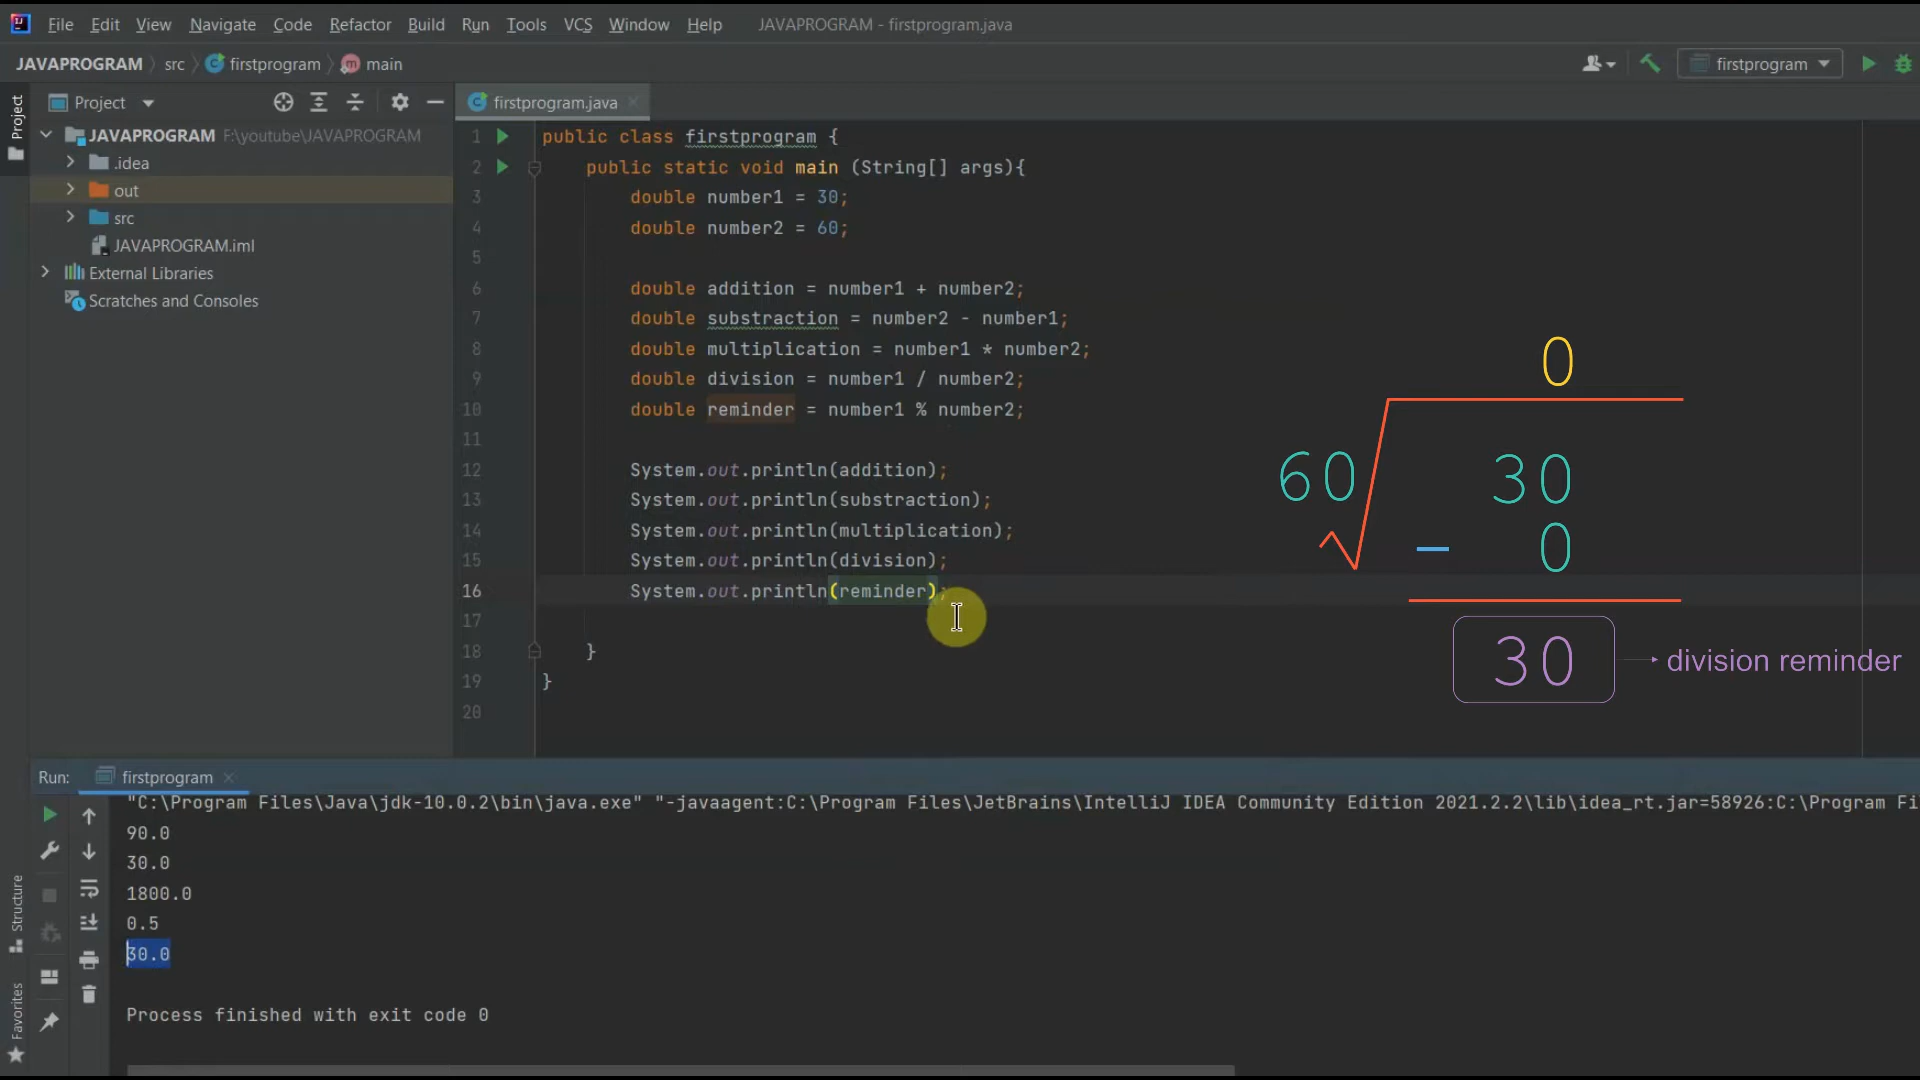 File Edit View Navigate Code Refactor Build Run Tools VCS Window Help JAVAPROGRAM - firstprogram.java
JAVAPROGRAM src firstprogram main firstprogram
Project
Project
firstprogram.java
JAVAPROGRAM F:\youtube\JAVAPROGRAM
.idea
out
src
JAVAPROGRAM.iml
External Libraries
Scratches and Consoles
1 public class firstprogram {
2 public static void main (String[] args){
3 double number1 = 30;
4 double number2 = 60;
5
6 double addition = number1 + number2;
7 double substraction = number2 - number1;
8 double multiplication = number1 * number2;
9 double division = number1 / number2;
10 double reminder = number1 % number2;
11
12 System.out.println(addition);
13 System.out.println(substraction);
14 System.out.println(multiplication);
15 System.out.println(division);
16 System.out.println(reminder);
17
18 }
19 }
20
0
60 30
- 0
30 division reminder
Run: firstprogram
"C:\Program Files\Java\jdk-10.0.2\bin\java.exe" "-javaagent:C:\Program Files\JetBrains\IntelliJ IDEA Community Edition 2021.2.2\lib\idea_rt.jar=58926:C:\Program Fi
90.0
30.0
1800.0
0.5
30.0
Process finished with exit code 0
Structure
Favorites